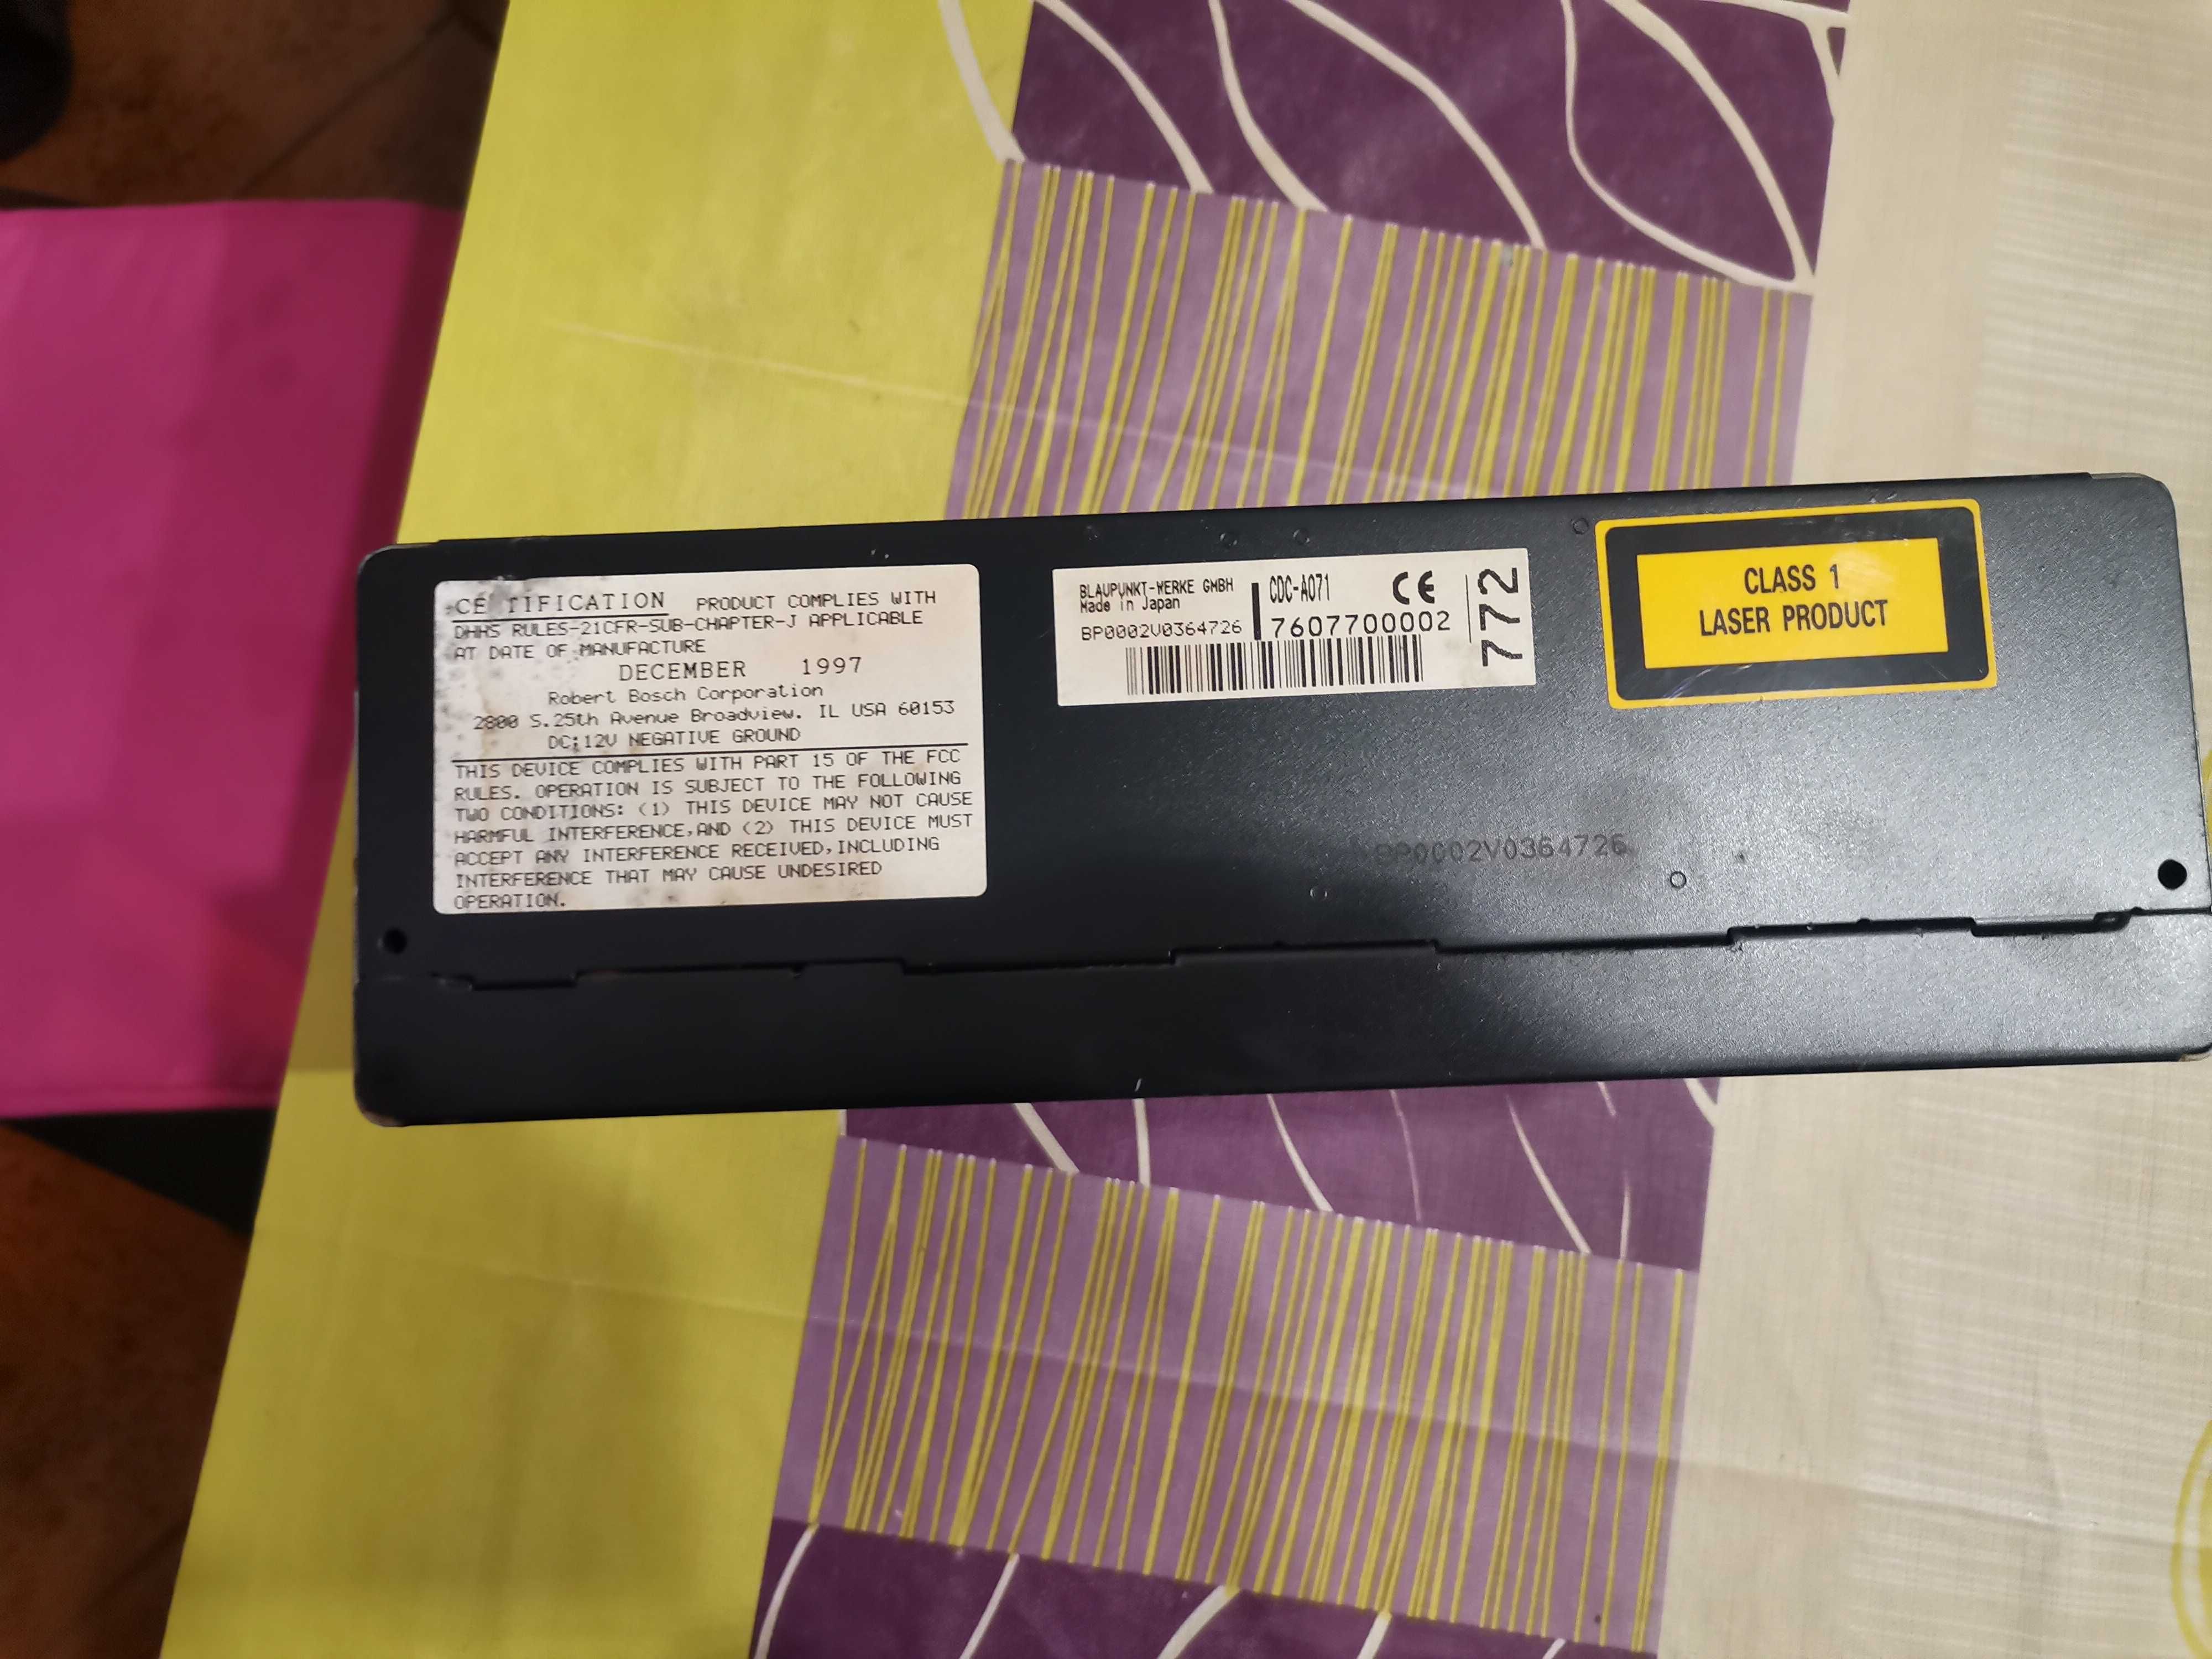 CE TIFICATION PRODUCT COMPLIES WITH
DHHS RULES-21CFR-SUB-CHAPTER-J APPLICABLE
AT DATE OF MANUFACTURE
DECEMBER 1997
Robert Bosch Corporation
2800 S.25th Avenue Broadview. IL USA 60153
DC;12V NEGATIVE GROUND
THIS DEVICE COMPLIES WITH PART 15 OF THE FCC
RULES. OPERATION IS SUBJECT TO THE FOLLOWING
TWO CONDITIONS: (1) THIS DEVICE MAY NOT CAUSE
HARMFUL INTERFERENCE,AND (2) THIS DEVICE MUST
ACCEPT ANY INTERFERENCE RECEIVED,INCLUDING
INTERFERENCE THAT MAY CAUSE UNDESIRED
OPERATION.
BLAUPUNKT-WERKE GMBH CDC-A071 CE
Made in Japan
BP0002V0364726 7607700002
772
CLASS 1
LASER PRODUCT
BP0002V0364726